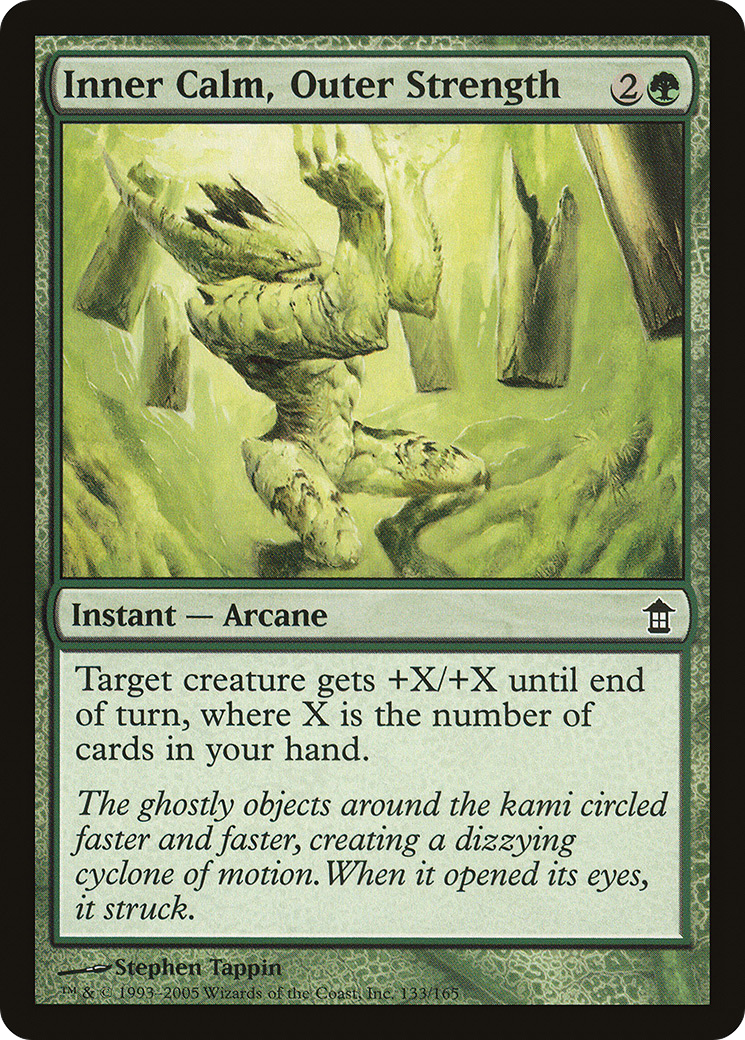 Inner Calm, Outer Strength 2
Instant — Arcane
Target creature gets +X/+X until end
of turn, where X is the number of
cards in your hand.
The ghostly objects around the kami circled
faster and faster, creating a dizzying
cyclone of motion. When it opened its eyes,
it struck.
Stephen Tappin
™ & © 1993–2005 Wizards of the Coast, Inc. 133/165